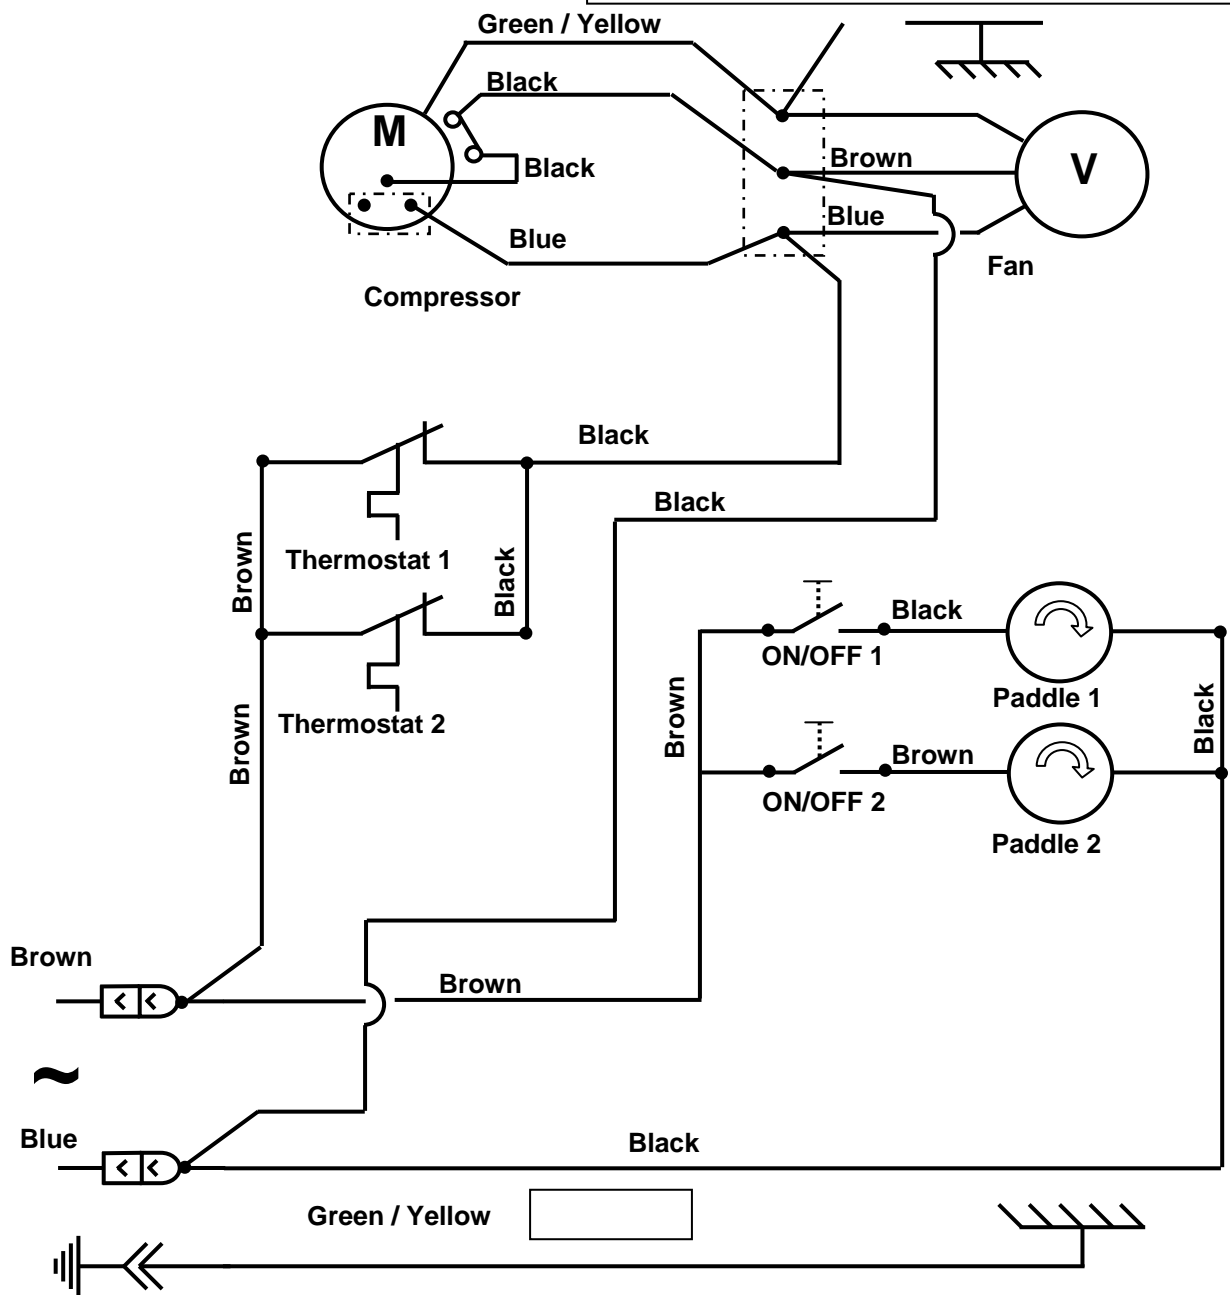 Green / Yellow
Black
M
Black
Brown
V
Blue
Blue
Fan
Compressor
Black
Black
Brown
Thermostat 1
Black
Black
ON/OFF 1
Paddle 1
Brown
Black
Thermostat 2
Brown
Brown
ON/OFF 2
Paddle 2
Brown
Brown
~
Blue
Black
Green / Yellow